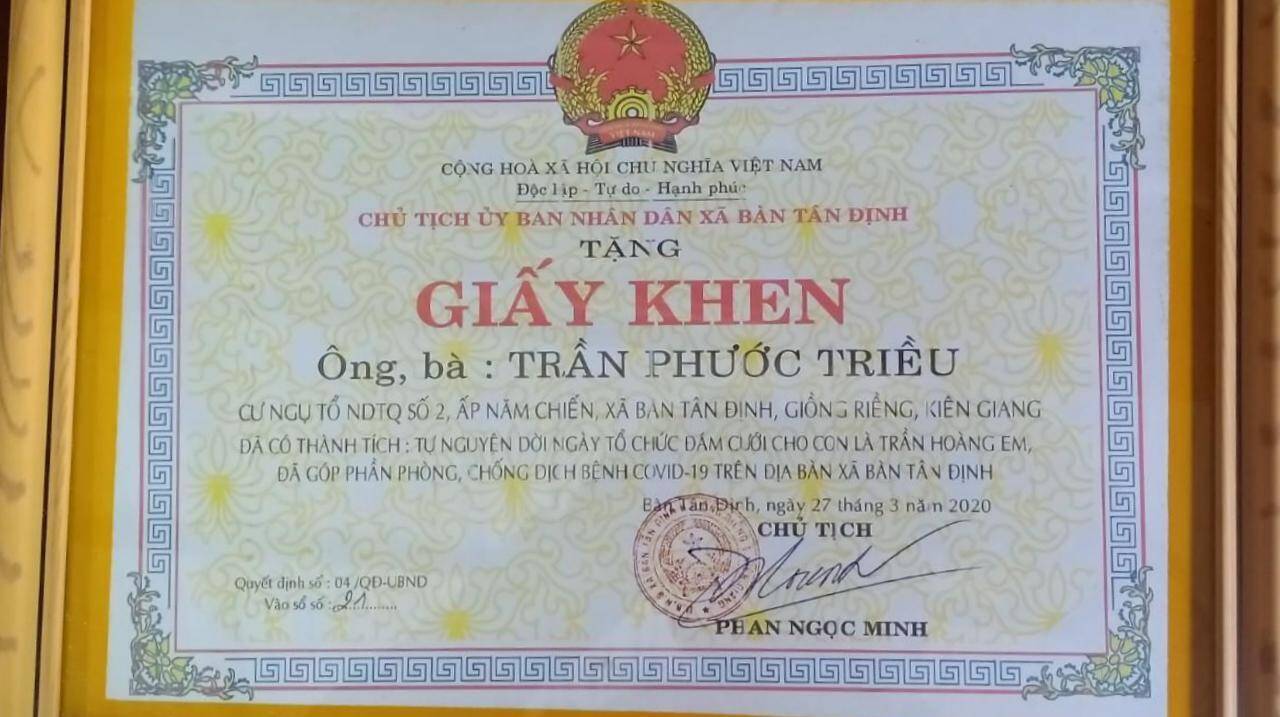 VIỆT NAM
CỘNG HOÀ XÃ HỘI CHỦ NGHĨA VIỆT NAM
Độc lập - Tự do - Hạnh phúc
CHỦ TỊCH ỦY BAN NHÂN DÂN XÃ BÀN TÂN ĐỊNH
TẶNG
GIẤY KHEN
Ông, bà : TRẦN PHƯỚC TRIỀU
CƯ NGỤ TỔ NDTQ SỐ 2, ẤP NĂM CHIẾN, XÃ BÀN TÂN ĐỊNH, GIỒNG RIỀNG, KIÊN GIANG
ĐÃ CÓ THÀNH TÍCH : TỰ NGUYỆN DỜI NGÀY TỔ CHỨC ĐÁM CƯỚI CHO CON LÀ TRẦN HOÀNG EM,
ĐÃ GÓP PHẦN PHÒNG, CHỐNG DỊCH BỆNH COVID-19 TRÊN ĐỊA BÀN XÃ BÀN TÂN ĐỊNH
Bàn Tân Định, ngày 27 tháng 3 năm 2020
CHỦ TỊCH
Quyết định số : 04 /QĐ-UBND
Vào sổ số : 21
PHAN NGỌC MINH